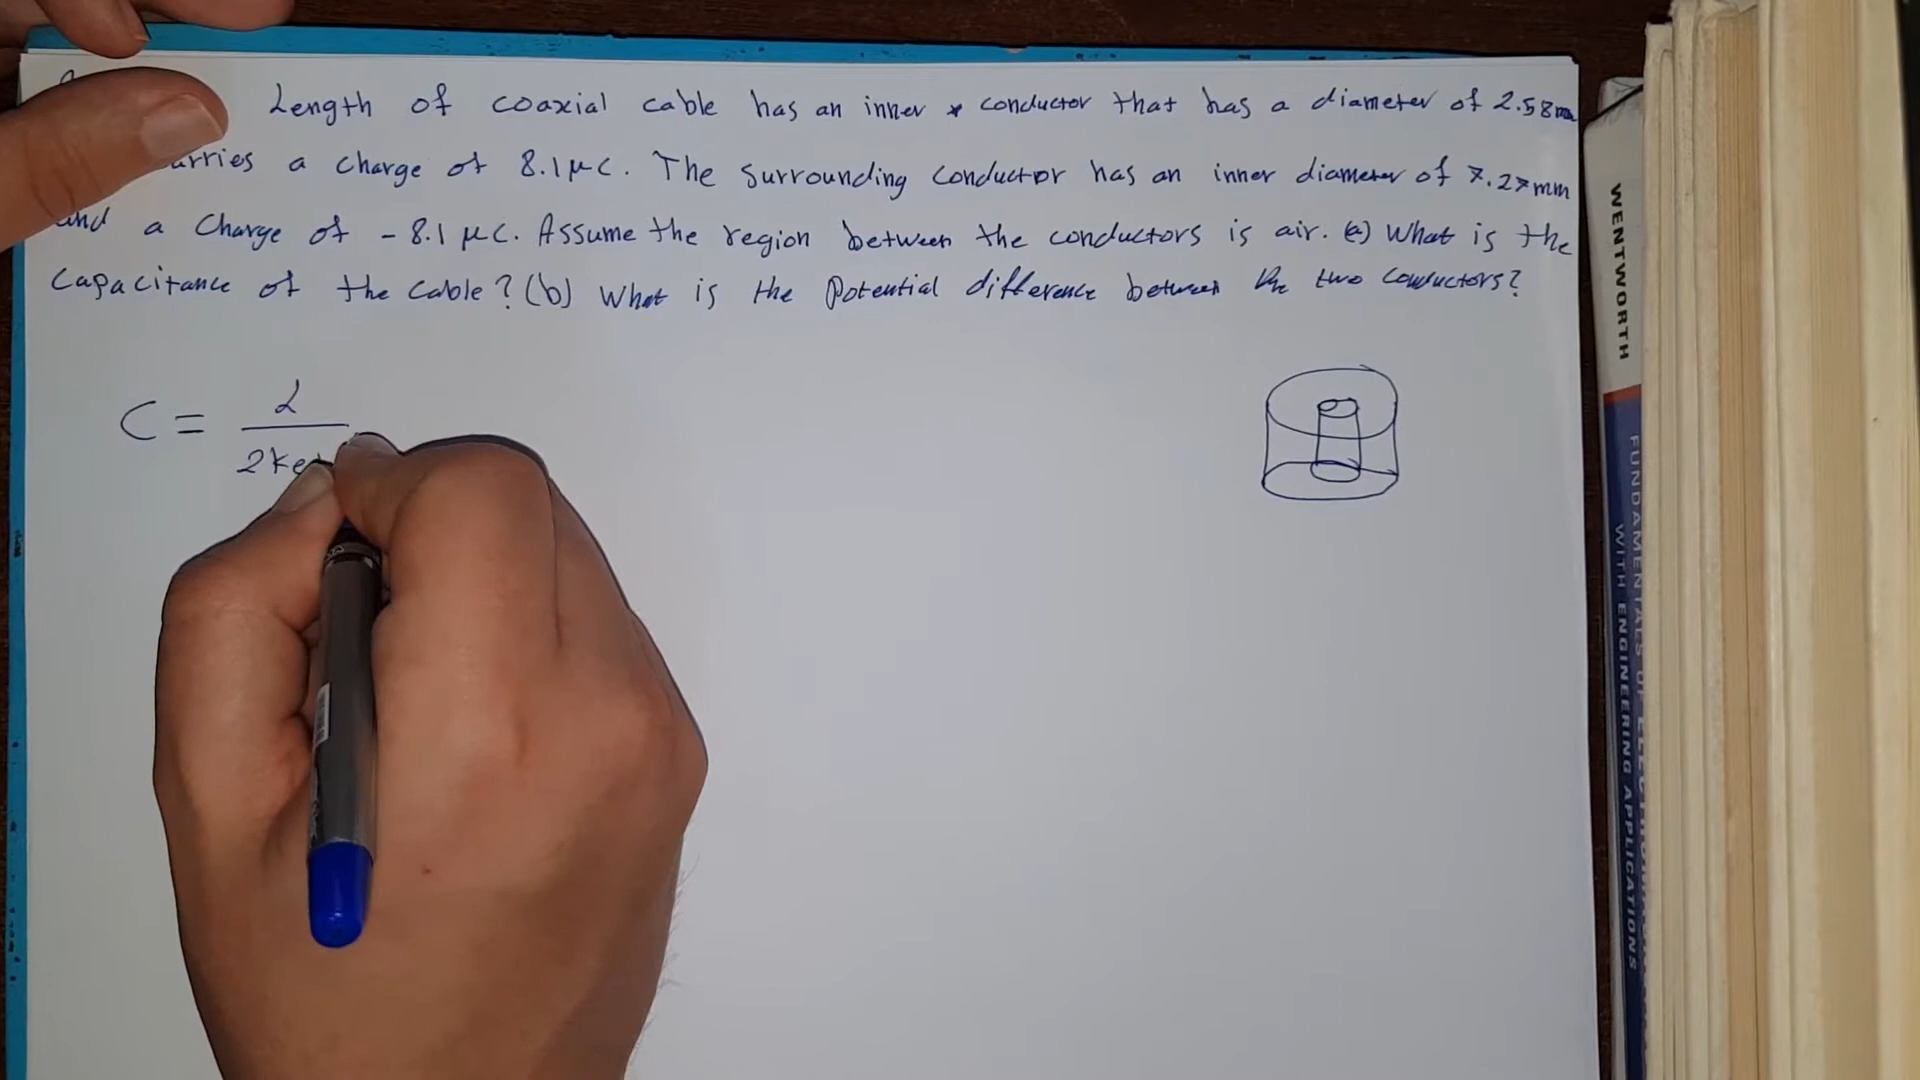 Length of coaxial cable has an inner conductor that has a diameter of 2.58mm
a charge of 8.1μC. The surrounding conductor has an inner diameter of 7.27mm
and a Charge of -8.1 μC. Assume the region between the conductors is air. (a) What is the
Capacitance of the cable? (b) What is the potential difference between the two conductors?
C = ℓ / 2ke
WENTWORTH
FUNDAMENTALS OF
WITH ENGINEERING APPLICATIONS